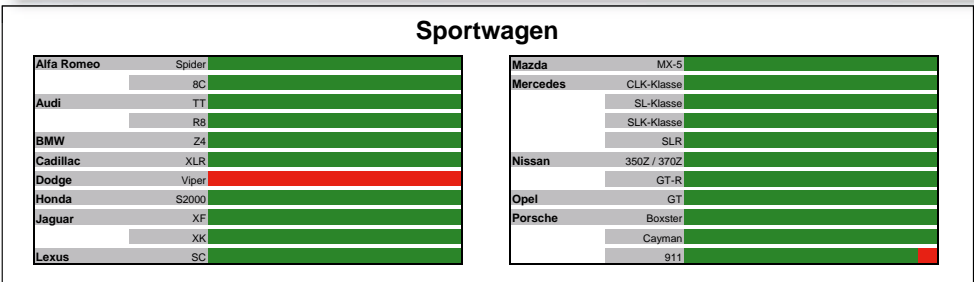 Sportwagen
Alfa Romeo Spider
8C
Audi TT
R8
BMW Z4
Cadillac XLR
Dodge Viper
Honda S2000
Jaguar XF
XK
Lexus SC
Mazda MX-5
Mercedes CLK-Klasse
SL-Klasse
SLK-Klasse
SLR
Nissan 350Z / 370Z
GT-R
Opel GT
Porsche Boxster
Cayman
911